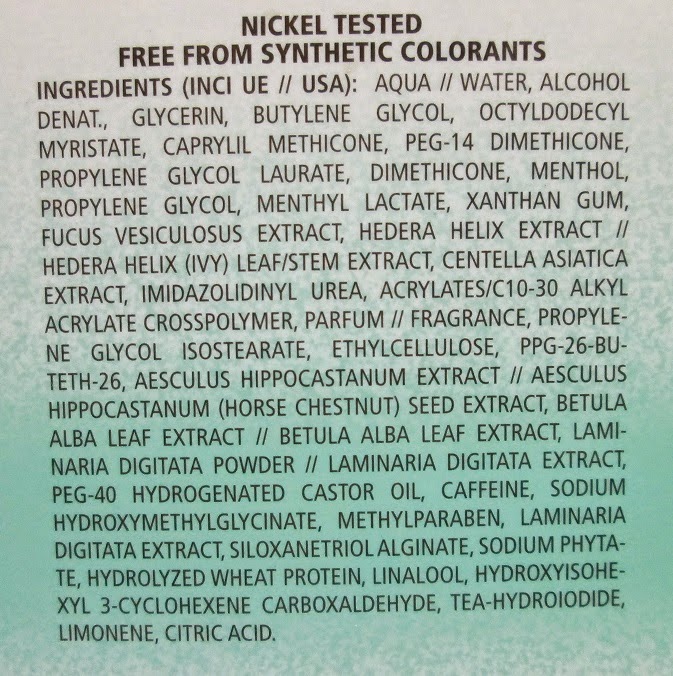 NICKEL TESTED
FREE FROM SYNTHETIC COLORANTS
INGREDIENTS (INCI UE // USA): AQUA // WATER, ALCOHOL
DENAT., GLYCERIN, BUTYLENE GLYCOL, OCTYLDODECYL
MYRISTATE, CAPRYLIL METHICONE, PEG-14 DIMETHICONE,
PROPYLENE GLYCOL LAURATE, DIMETHICONE, MENTHOL,
PROPYLENE GLYCOL, MENTHYL LACTATE, XANTHAN GUM,
FUCUS VESICULOSUS EXTRACT, HEDERA HELIX EXTRACT //
HEDERA HELIX (IVY) LEAF/STEM EXTRACT, CENTELLA ASIATICA
EXTRACT, IMIDAZOLIDINYL UREA, ACRYLATES/C10-30 ALKYL
ACRYLATE CROSSPOLYMER, PARFUM // FRAGRANCE, PROPYLE-
NE GLYCOL ISOSTEARATE, ETHYLCELLULOSE, PPG-26-BU-
TETH-26, AESCULUS HIPPOCASTANUM EXTRACT // AESCULUS
HIPPOCASTANUM (HORSE CHESTNUT) SEED EXTRACT, BETULA
ALBA LEAF EXTRACT // BETULA ALBA LEAF EXTRACT, LAMI-
NARIA DIGITATA POWDER // LAMINARIA DIGITATA EXTRACT,
PEG-40 HYDROGENATED CASTOR OIL, CAFFEINE, SODIUM
HYDROXYMETHYLGLYCINATE, METHYLPARABEN, LAMINARIA
DIGITATA EXTRACT, SILOXANETRIOL ALGINATE, SODIUM PHYTA-
TE, HYDROLYZED WHEAT PROTEIN, LINALOOL, HYDROXYISOHE-
XYL 3-CYCLOHEXENE CARBOXALDEHYDE, TEA-HYDROIODIDE,
LIMONENE, CITRIC ACID.